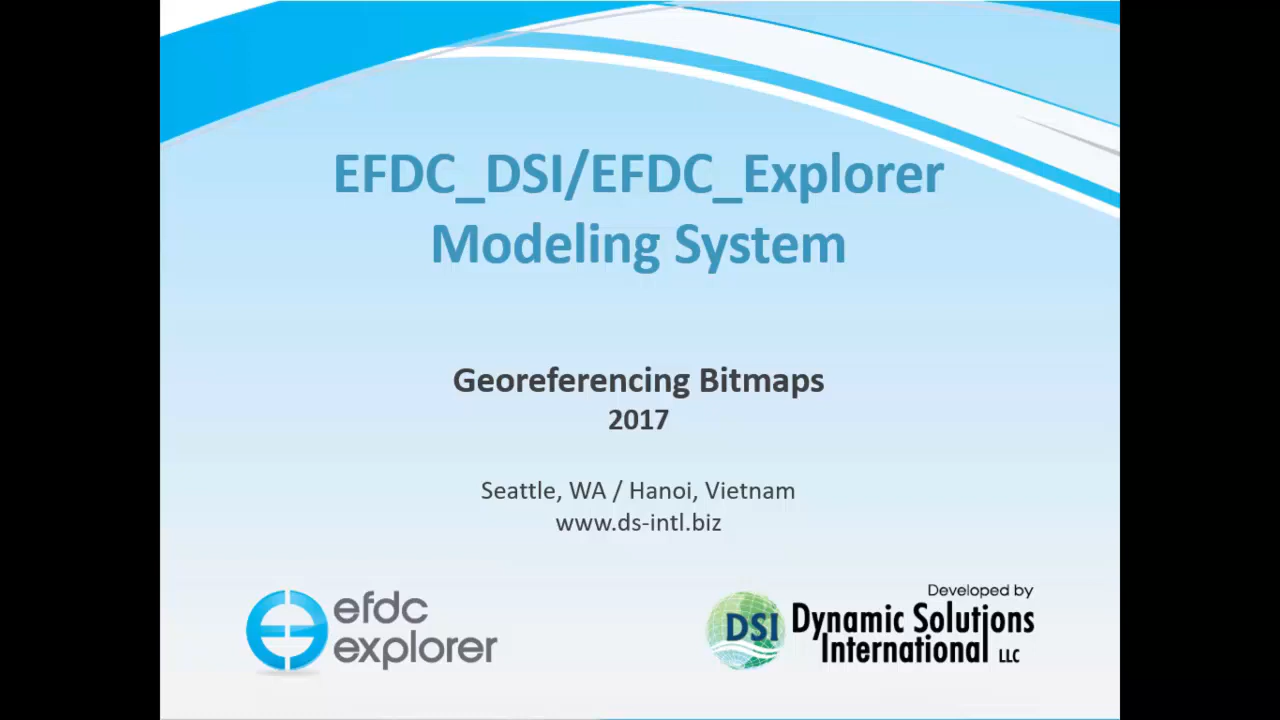 EFDC_DSI/EFDC_Explorer
Modeling System
Georeferencing Bitmaps
2017
Seattle, WA / Hanoi, Vietnam
www.ds-intl.biz
efdc
explorer
Developed by
DSI
Dynamic Solutions
International LLC